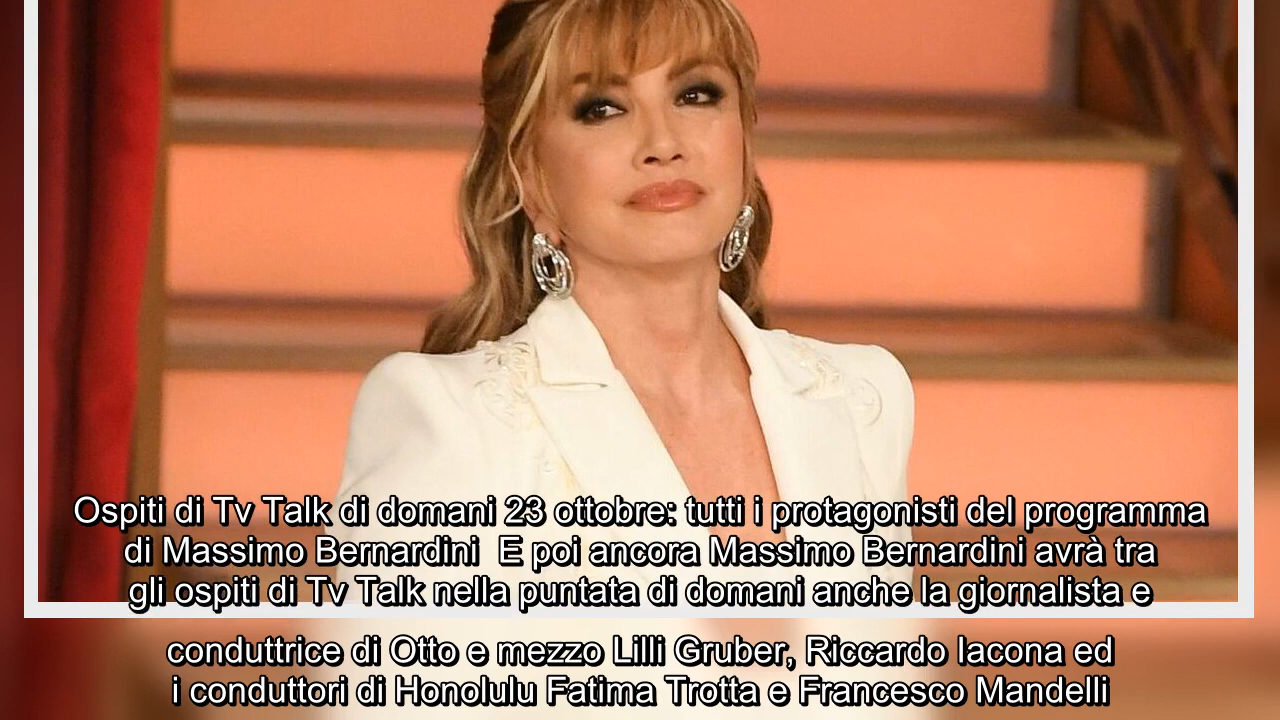 Ospiti di Tv Talk di domani 23 ottobre: tutti i protagonisti del programma
di Massimo Bernardini  E poi ancora Massimo Bernardini avrà tra
gli ospiti di Tv Talk nella puntata di domani anche la giornalista e
conduttrice di Otto e mezzo Lilli Gruber, Riccardo Iacona ed
i conduttori di Honolulu Fatima Trotta e Francesco Mandelli